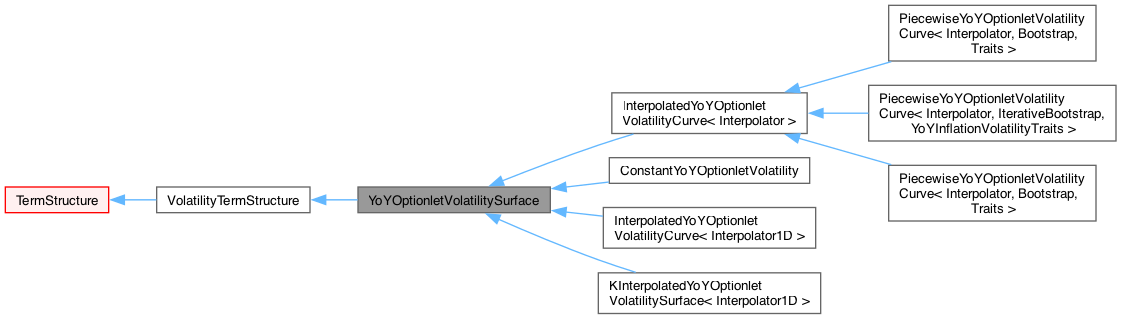 PiecewiseYoYOptionletVolatility
Curve< Interpolator, Bootstrap,
Traits >
InterpolatedYoYOptionlet
VolatilityCurve< Interpolator >
PiecewiseYoYOptionletVolatility
Curve< Interpolator, IterativeBootstrap,
YoYInflationVolatilityTraits >
ConstantYoYOptionletVolatility
PiecewiseYoYOptionletVolatility
Curve< Interpolator, Bootstrap,
Traits >
TermStructure
VolatilityTermStructure
YoYOptionletVolatilitySurface
InterpolatedYoYOptionlet
VolatilityCurve< Interpolator1D >
KInterpolatedYoYOptionlet
VolatilitySurface< Interpolator1D >